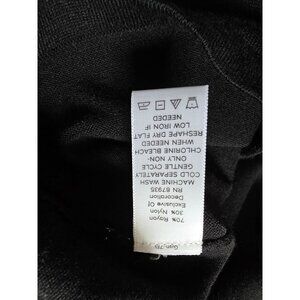 70% Rayon
30% Nylon
Exclusive Of
Decoration
RN 67935
MACHINE WASH
COLD SEPARATELY
GENTLE CYCLE
ONLY NON-
CHLORINE BLEACH
WHEN NEEDED
RESHAPE DRY FLAT
LOW IRON IF
NEEDED